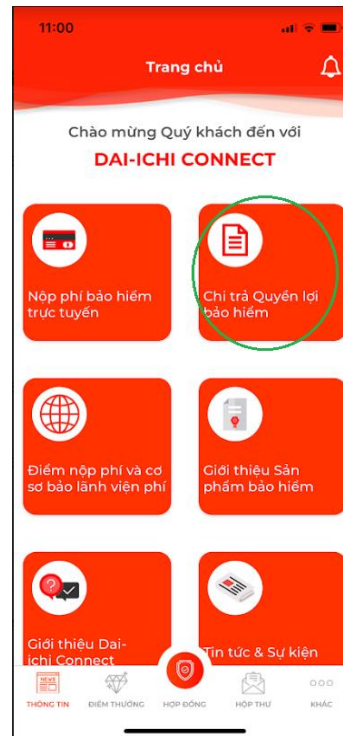 11:00
Trang chủ
Chào mừng Quý khách đến với
DAI-ICHI CONNECT
Nộp phí bảo hiểm
trực tuyến
Chi trả Quyền lợi
bảo hiểm
Điểm nộp phí và cơ
sơ bảo lãnh viện phí
Giới thiệu Sản
phẩm bảo hiểm
Giới thiệu Dai-
ichi Connect
Tin tức & Sự kiện
NEWS
THÔNG TIN
ĐIỂM THƯỞNG
HỢP ĐỒNG
HỘP THƯ
KHÁC